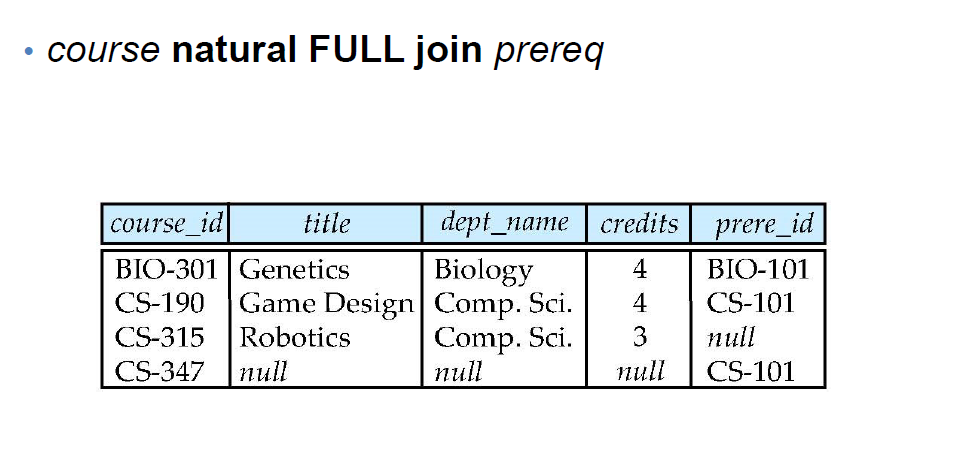 • course natural FULL join prereq
course_id title dept_name credits prere_id
BIO-301 Genetics Biology 4 BIO-101
CS-190 Game Design Comp. Sci. 4 CS-101
CS-315 Robotics Comp. Sci. 3 null
CS-347 null null null CS-101